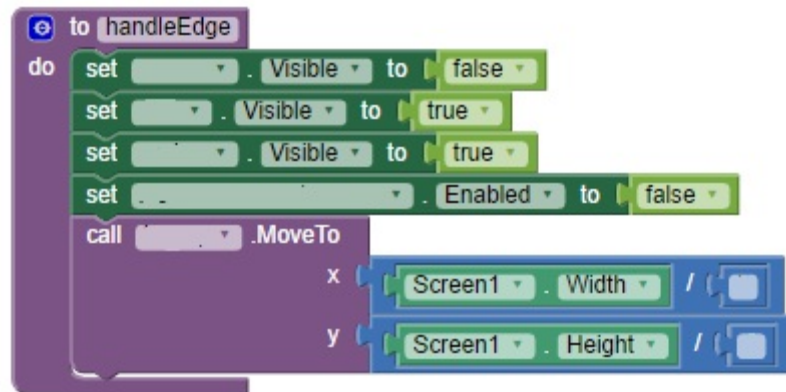 to handleEdge
do set . Visible to false
set . Visible to true
set . Visible to true
set . Enabled to false
call .MoveTo
x Screen1 . Width /
y Screen1 . Height /